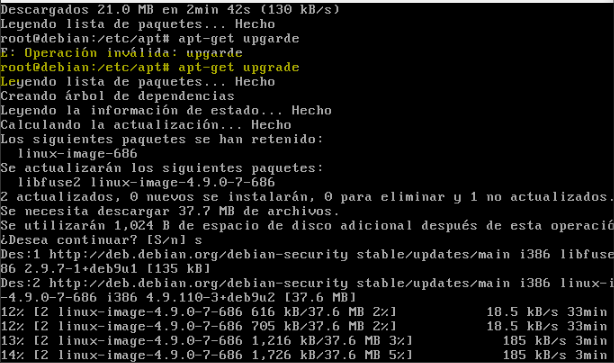 Descargados 21.0 MB en 2min 42s (130 kB/s)
Leyendo lista de paquetes... Hecho
root@debian:/etc/apt# apt-get upgarde
E: Operación inválida: upgarde
root@debian:/etc/apt# apt-get upgrade
Leyendo lista de paquetes... Hecho
Creando árbol de dependencias
Leyendo la información de estado... Hecho
Calculando la actualización... Hecho
Los siguientes paquetes se han retenido:
linux-image-686
Se actualizarán los siguientes paquetes:
libfuse2 linux-image-4.9.0-7-686
2 actualizados, 0 nuevos se instalarán, 0 para eliminar y 1 no actualizados.
Se necesita descargar 37.7 MB de archivos.
Se utilizarán 1,024 B de espacio de disco adicional después de esta operació
¿Desea continuar? [S/n] s
Des:1 http://deb.debian.org/debian-security stable/updates/main i386 libfuse
86 2.9.7-1+deb9u1 [135 kB]
Des:2 http://deb.debian.org/debian-security stable/updates/main i386 linux-i
-4.9.0-7-686 i386 4.9.110-3+deb9u2 [37.6 MB]
12% [2 linux-image-4.9.0-7-686 616 kB/37.6 MB 2%] 18.5 kB/s 33min
12% [2 linux-image-4.9.0-7-686 705 kB/37.6 MB 2%] 18.5 kB/s 33min
13% [2 linux-image-4.9.0-7-686 1,216 kB/37.6 MB 3%] 185 kB/s 3min
14% [2 linux-image-4.9.0-7-686 1,726 kB/37.6 MB 5%] 185 kB/s 3min